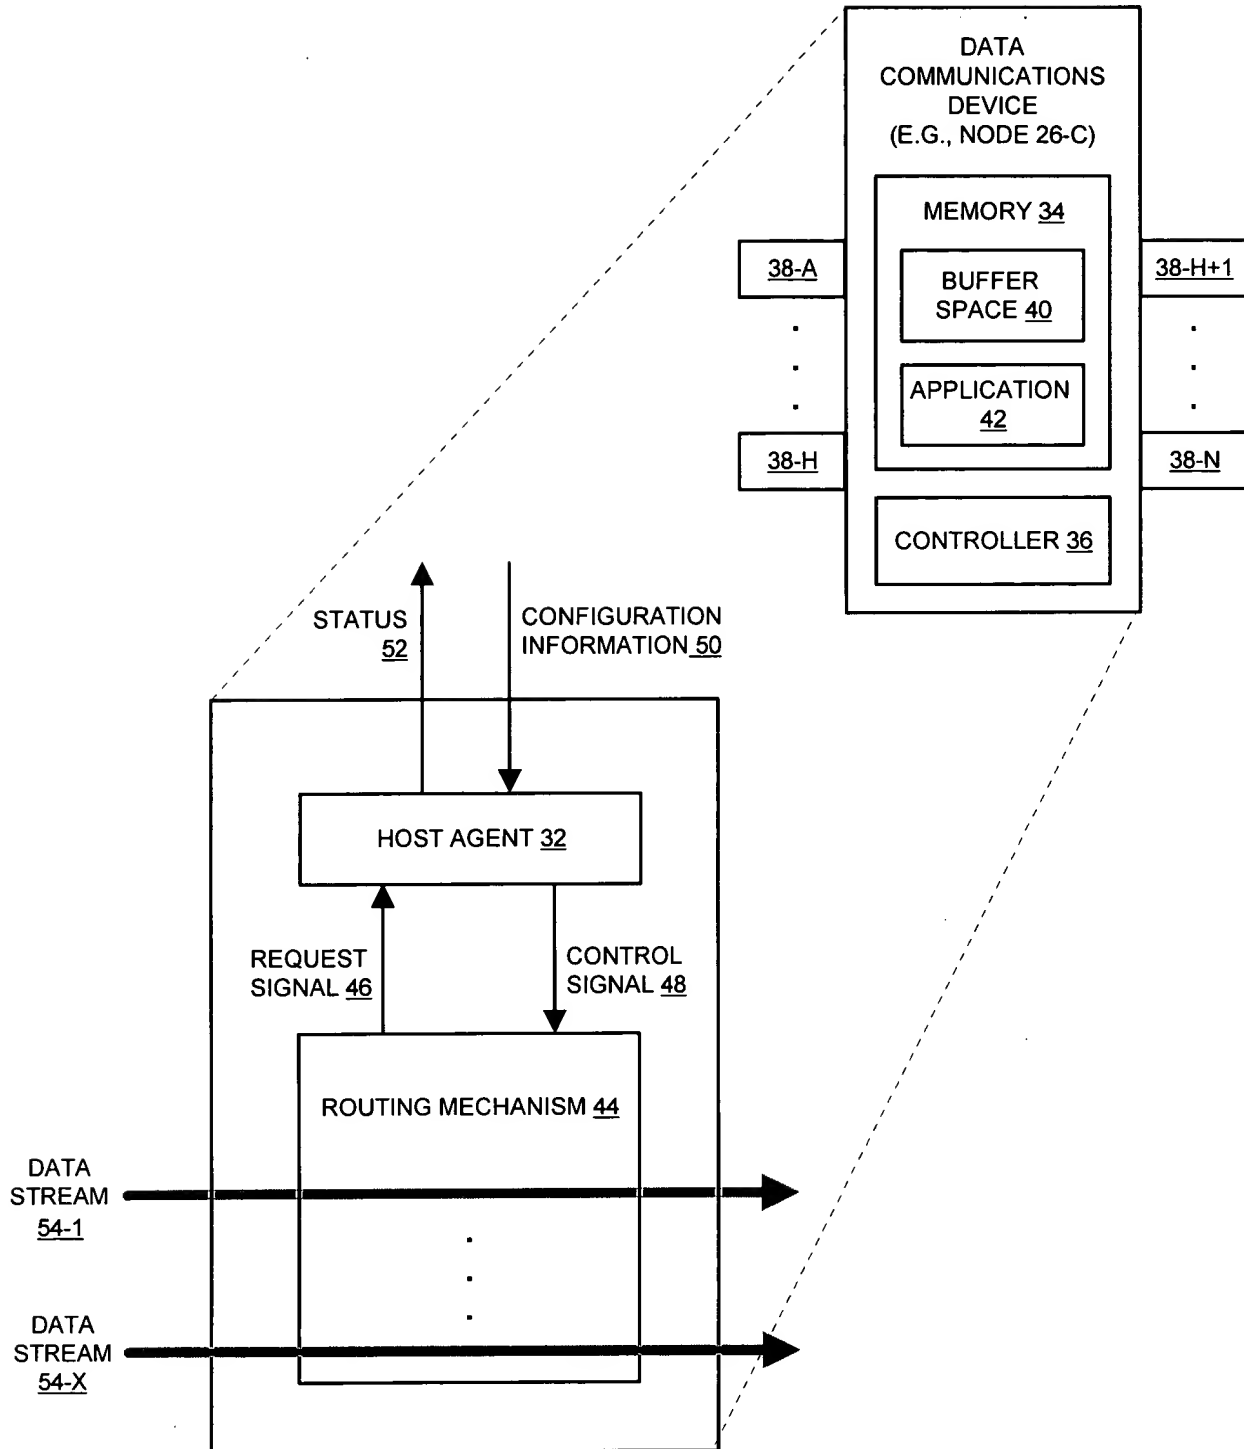 DATA
COMMUNICATIONS
DEVICE
(E.G., NODE 26-C)
MEMORY 34
BUFFER
SPACE 40
APPLICATION
42
CONTROLLER 36
38-A
38-H
38-H+1
38-N
STATUS
52
CONFIGURATION
INFORMATION 50
HOST AGENT 32
REQUEST
SIGNAL 46
CONTROL
SIGNAL 48
ROUTING MECHANISM 44
DATA
STREAM
54-1
DATA
STREAM
54-X